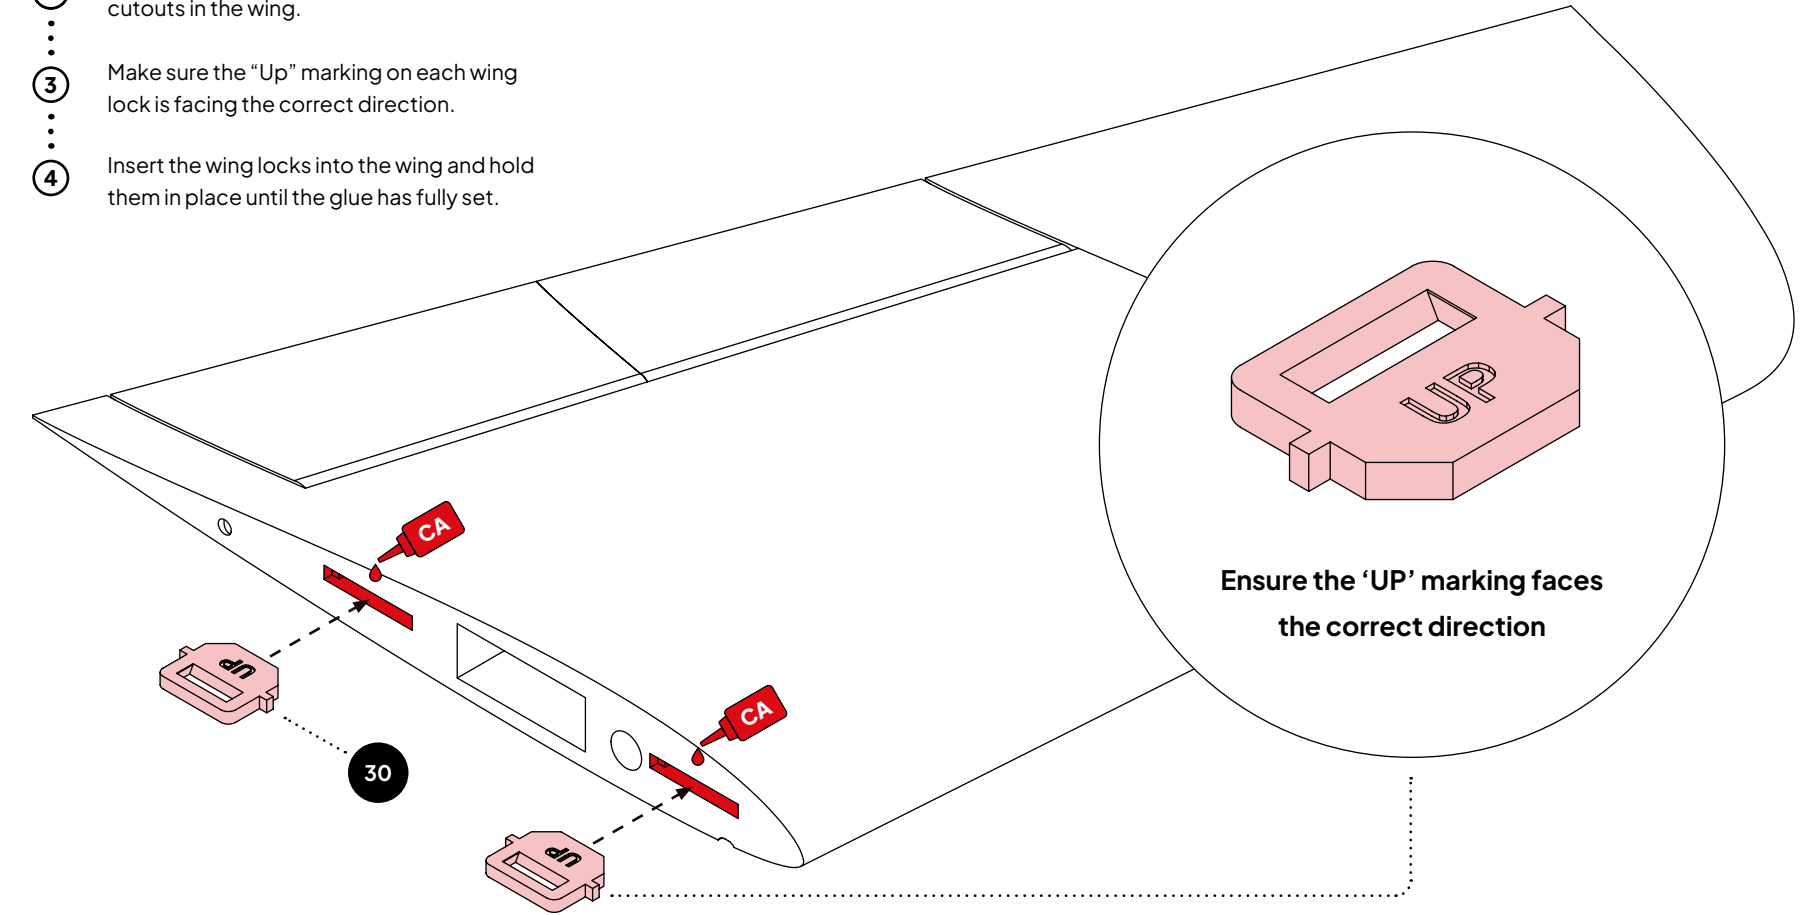 cutouts in the wing.
3
Make sure the “Up” marking on each wing
lock is facing the correct direction.
4
Insert the wing locks into the wing and hold
them in place until the glue has fully set.
UP
Ensure the ‘UP’ marking faces
the correct direction
CA
UP
30
CA
UP